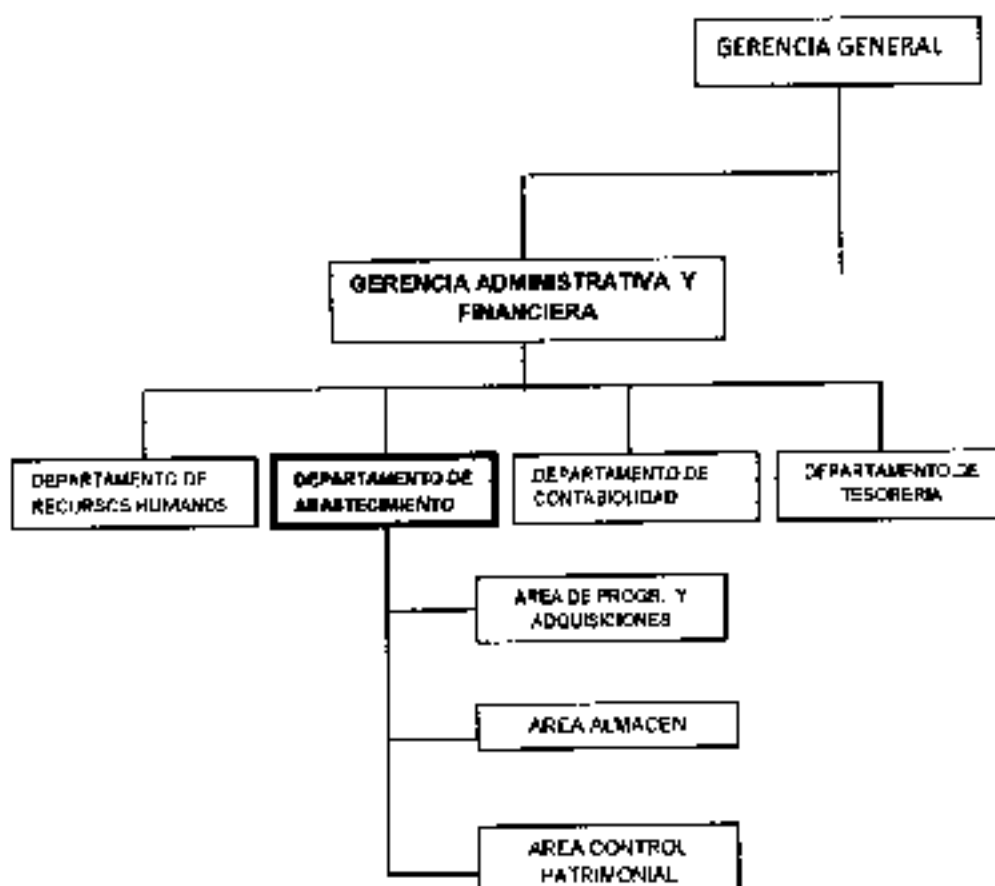 GERENCIA GENERAL
GERENCIA ADMINISTRATIVA Y
FINANCIERA
DEPARTAMENTO DE
RECURSOS HUMANOS
DEPARTAMENTO DE
ABASTECIMIENTO
DEPARTAMENTO DE
CONTABILIDAD
DEPARTAMENTO DE
TESORERIA
AREA DE PROGR. Y
ADQUISICIONES
AREA ALMACEN
AREA CONTROL
PATRIMONIAL